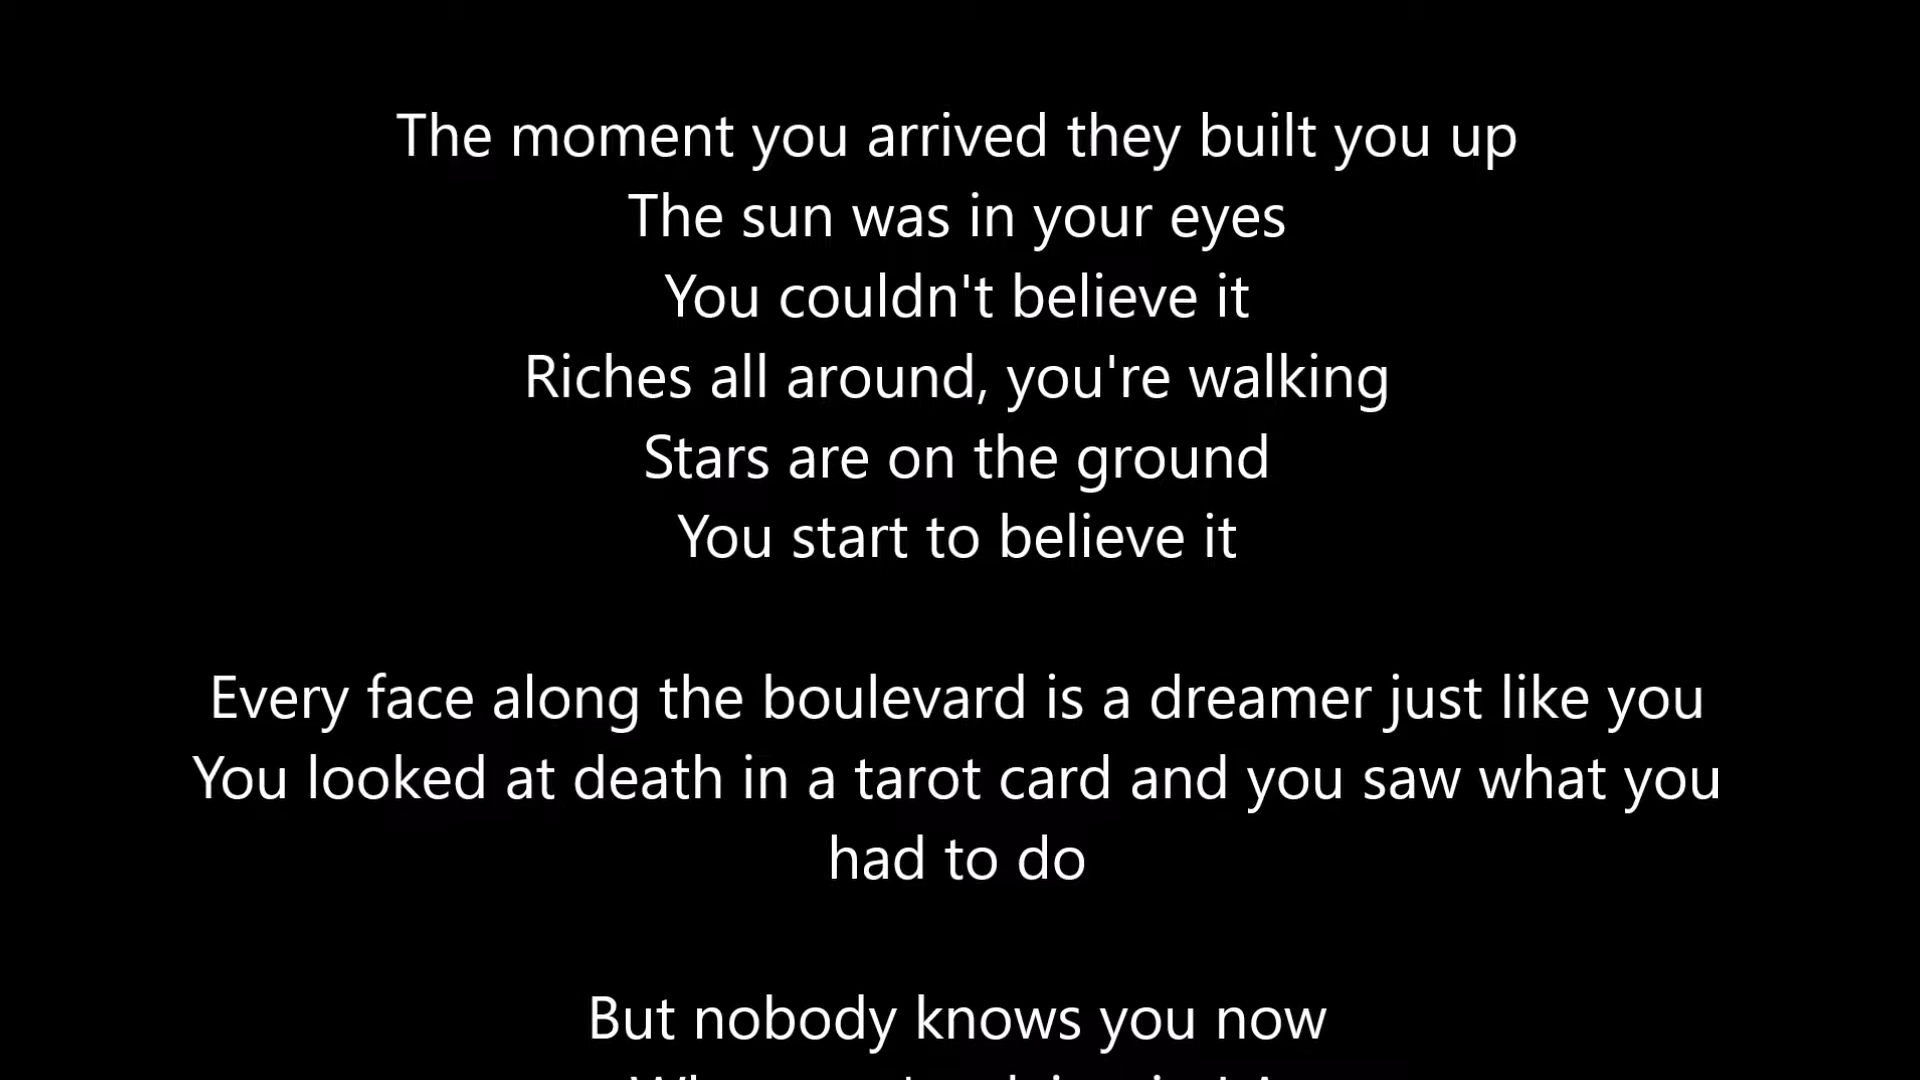 The moment you arrived they built you up
The sun was in your eyes
You couldn't believe it
Riches all around, you're walking
Stars are on the ground
You start to believe it
Every face along the boulevard is a dreamer just like you
You looked at death in a tarot card and you saw what you
had to do
But nobody knows you now